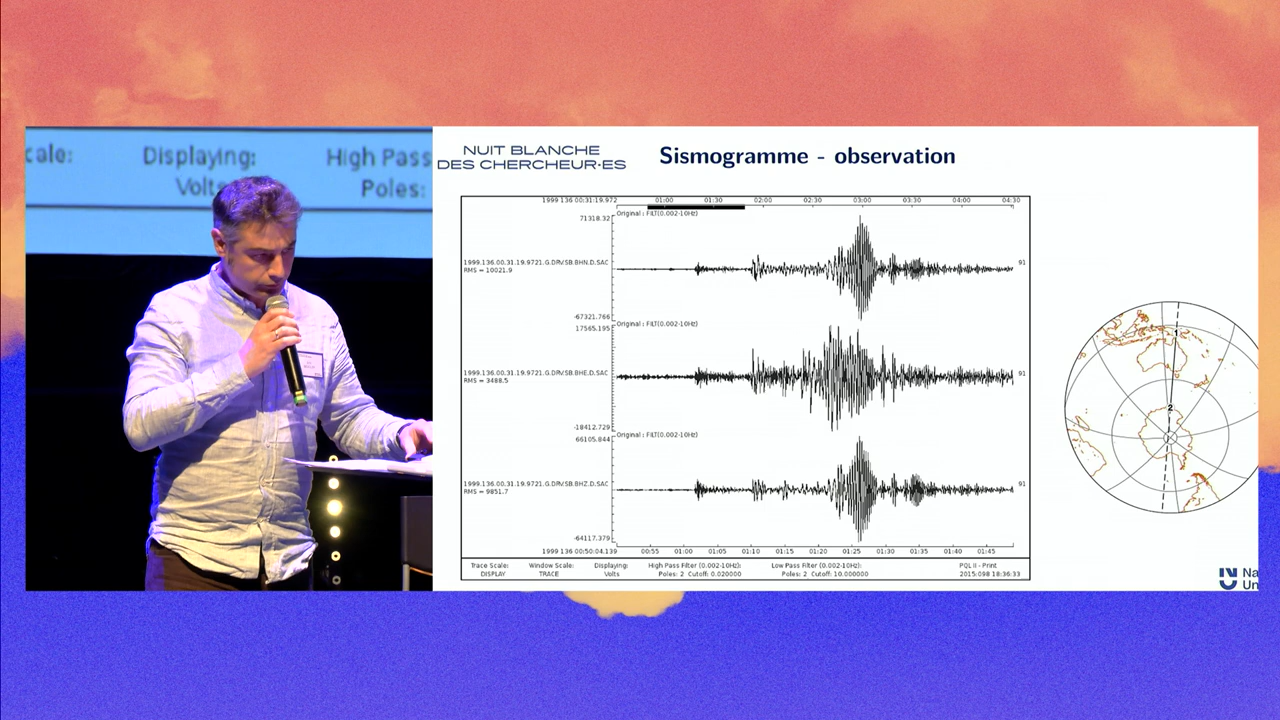 cale:
Displaying:
Volts
High Pass
Poles:
NUIT BLANCHE
DES CHERCHEUR·ES
Sismogramme - observation
1999 136 00:31:19.972
01:00 01:30 02:00 02:30 03:00 03:30 04:00 04:30
71318.32
Original : FILT(0.002-10Hz)
1999.136.00.31.19.9721.G.DRV.SB.BHN.D.SAC
RMS = 10021.9
91
-67321.766
17565.195
Original : FILT(0.002-10Hz)
1999.136.00.31.19.9721.G.DRV.SB.BHE.D.SAC
RMS = 3488.5
91
-18412.729
66105.844
Original : FILT(0.002-10Hz)
1999.136.00.31.19.9721.G.DRV.SB.BHZ.D.SAC
RMS = 9851.7
91
-64117.379
1999 136 00:50:04.139
00:55 01:00 01:05 01:10 01:15 01:20 01:25 01:30 01:35 01:40 01:45
Trace Scale:
DISPLAY
Window Scale:
TRACE
Displaying:
Volts
High Pass Filter (0.002-10Hz):
Poles: 2 Cutoff: 0.020000
Low Pass Filter (0.002-10Hz):
Poles: 2 Cutoff: 10.000000
PQL II - Print
2015:098 18:36:33
2
Na
Un